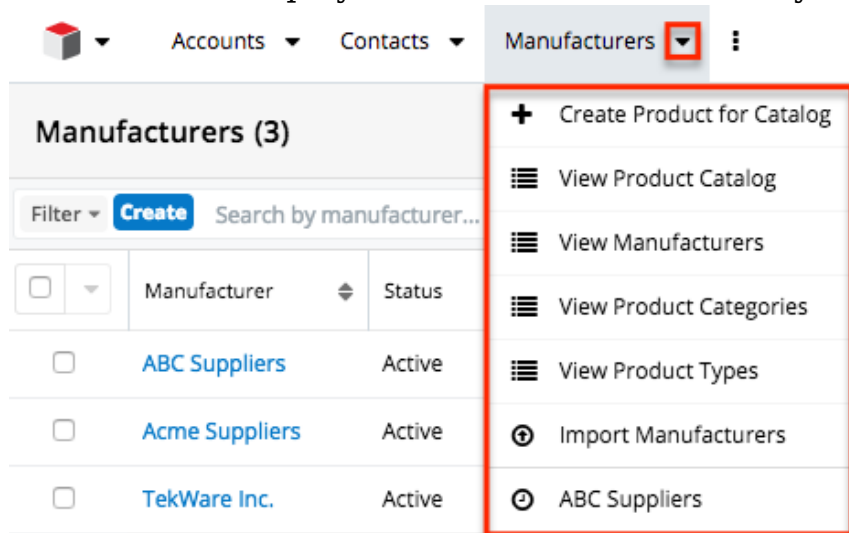 Accounts Contacts Manufacturers
Manufacturers (3)
Create Product for Catalog
View Product Catalog
Filter Create Search by manufacturer...
View Manufacturers
Manufacturer Status
View Product Categories
ABC Suppliers Active
View Product Types
Acme Suppliers Active
Import Manufacturers
TekWare Inc. Active
ABC Suppliers